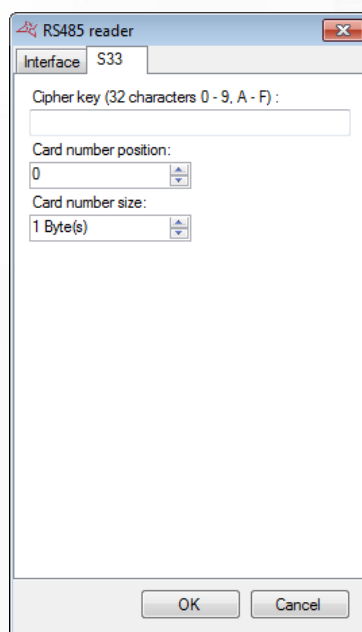 RS485 reader
Interface S33
Cipher key (32 characters 0 - 9, A - F) :
Card number position:
0
Card number size:
1 Byte(s)
OK Cancel